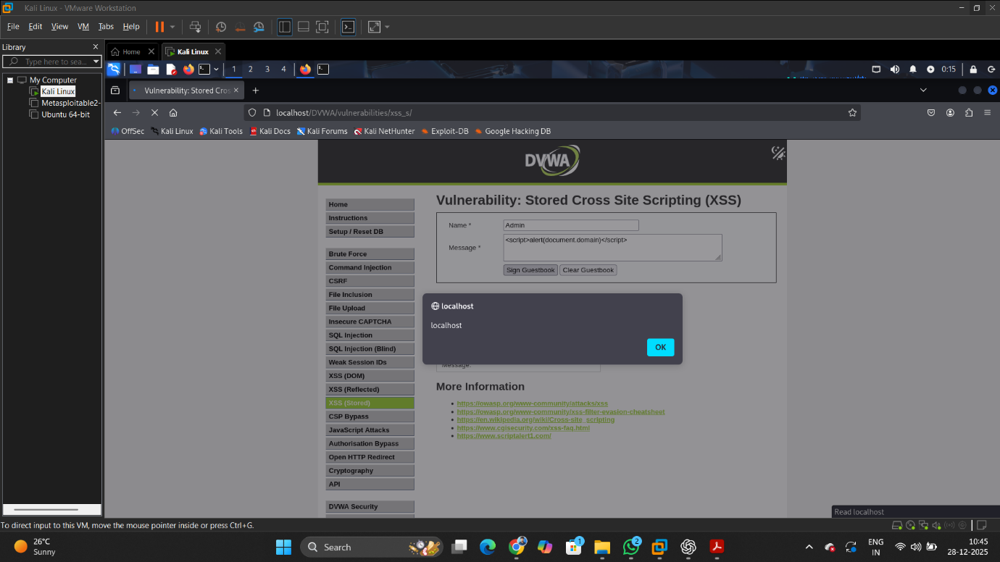 Kali Linux - VMware Workstation
File Edit View VM Tabs Help
Library
Type here to sea...
My Computer
Kali Linux
Metasploitable2-
Ubuntu 64-bit
Home
Kali Linux
1 2 3 4
0:15
Vulnerability: Stored Cros
localhost/DVWA/vulnerabilities/xss_s/
OffSec Kali Linux Kali Tools Kali Docs Kali Forums Kali NetHunter Exploit-DB Google Hacking DB
DVWA
Home
Instructions
Setup / Reset DB
Brute Force
Command Injection
CSRF
File Inclusion
File Upload
Insecure CAPTCHA
SQL Injection
SQL Injection (Blind)
Weak Session IDs
XSS (DOM)
XSS (Reflected)
XSS (Stored)
CSP Bypass
JavaScript Attacks
Authorisation Bypass
Open HTTP Redirect
Cryptography
API
DVWA Security
Vulnerability: Stored Cross Site Scripting (XSS)
Name * Admin
Message * <script>alert(document.domain)</script>
Sign Guestbook Clear Guestbook
localhost
localhost
OK
Message:
More Information
https://owasp.org/www-community/attacks/xss
https://owasp.org/www-community/xss-filter-evasion-cheatsheet
https://en.wikipedia.org/wiki/Cross-site_scripting
https://www.cgisecurity.com/xss-faq.html
https://www.scriptalert1.com/
Read localhost
To direct input to this VM, move the mouse pointer inside or press Ctrl+G.
26°C
Sunny
Search
1
2
ENG
IN
10:45
28-12-2025